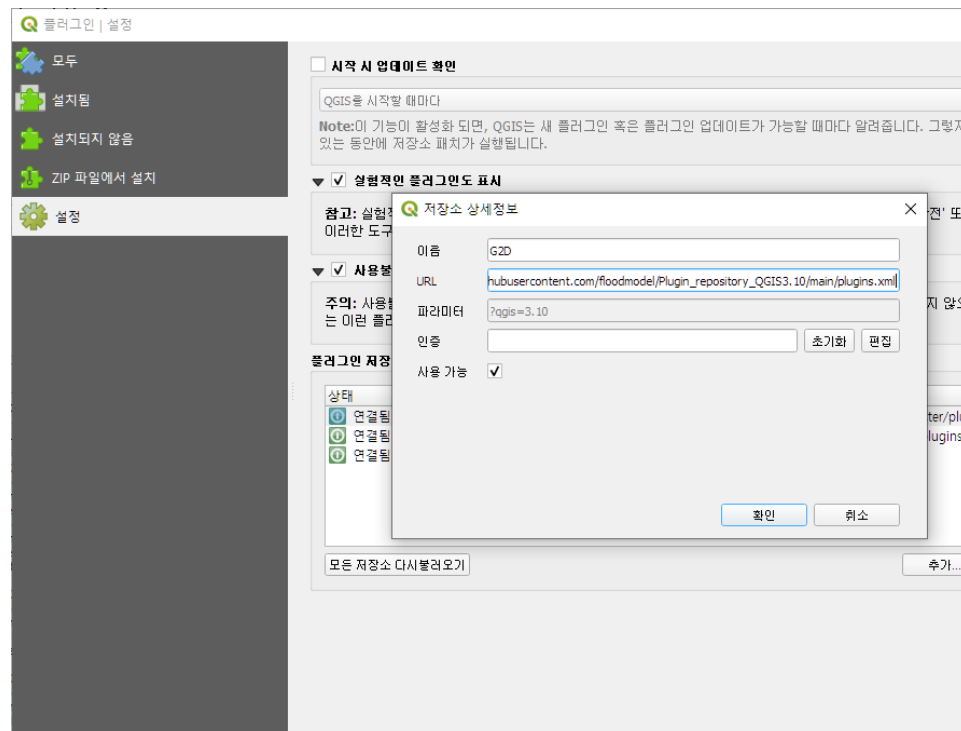 플러그인 | 설정
모두
설치됨
설치되지 않음
ZIP 파일에서 설치
설정
시작 시 업데이트 확인
QGIS를 시작할 때마다
Note:이 기능이 활성화 되면, QGIS는 새 플러그인 혹은 플러그인 업데이트가 가능할 때마다 알려줍니다. 그렇지
있는 동안에 저장소 패치가 실행됩니다.
실험적인 플러그인도 표시
참고: 실험
이러한 도구
사용불
주의: 사용
는 이런 플러
저장소 상세정보
이름
G2D
URL
hubusercontent.com/floodmodel/Plugin_repository_QGIS3.10/main/plugins.xml
파라미터
?qgis=3.10
인증
초기화
편집
사용 가능
확인
취소
플러그인 저장
상태
연결됨
ter/plu
연결됨
lugins
연결됨
모든 저장소 다시불러오기
추가...